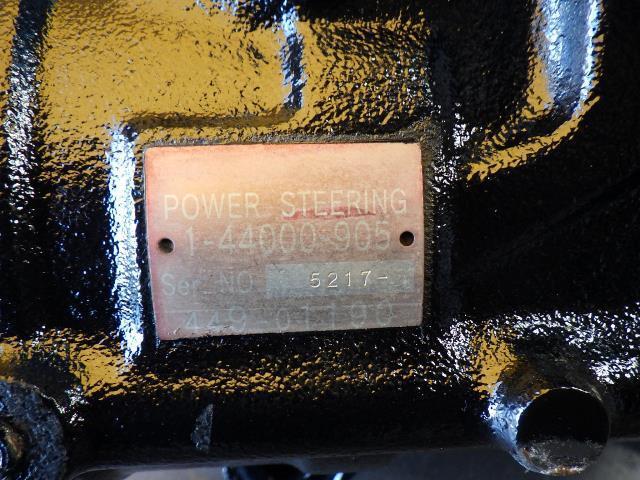 POWER STEERING
1-44000-905
Ser. NO 5217-
449-01190